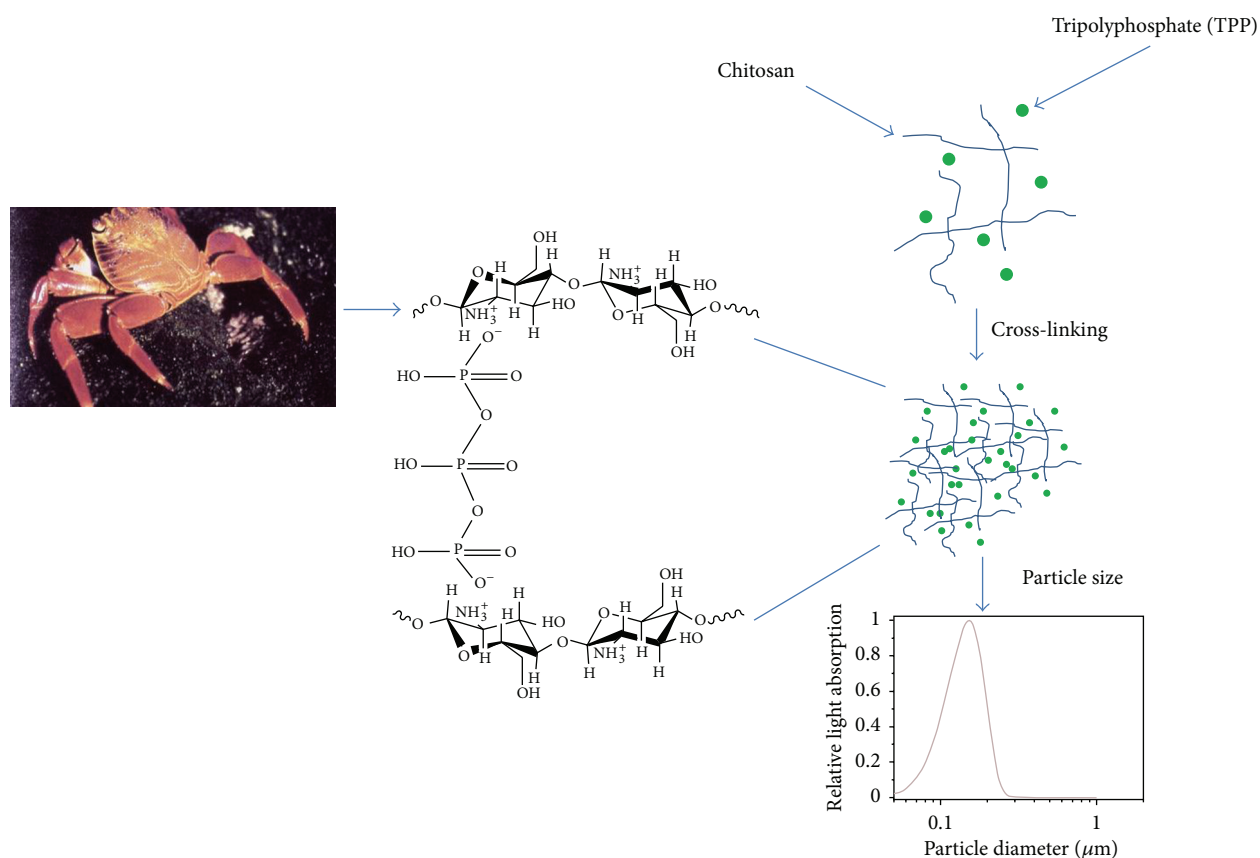 Tripolyphosphate (TPP)
Chitosan
Cross-linking
OH
H
H
O
H
O
H
NH₃⁺
H
HO
O
NH₃⁺
H
HO
O
H
H
O
H
H
H
OH
O⁻
HO P O
O
HO P O
O
HO P O
O⁻
H
NH₃⁺
H
H
HO
O
O
H
H
OH
O
OH
H
O
H
O
HO
NH₃⁺
H
H
H
Particle size
1
0.8
0.6
0.4
0.2
0
Relative light absorption
0.1 1
Particle diameter (μm)